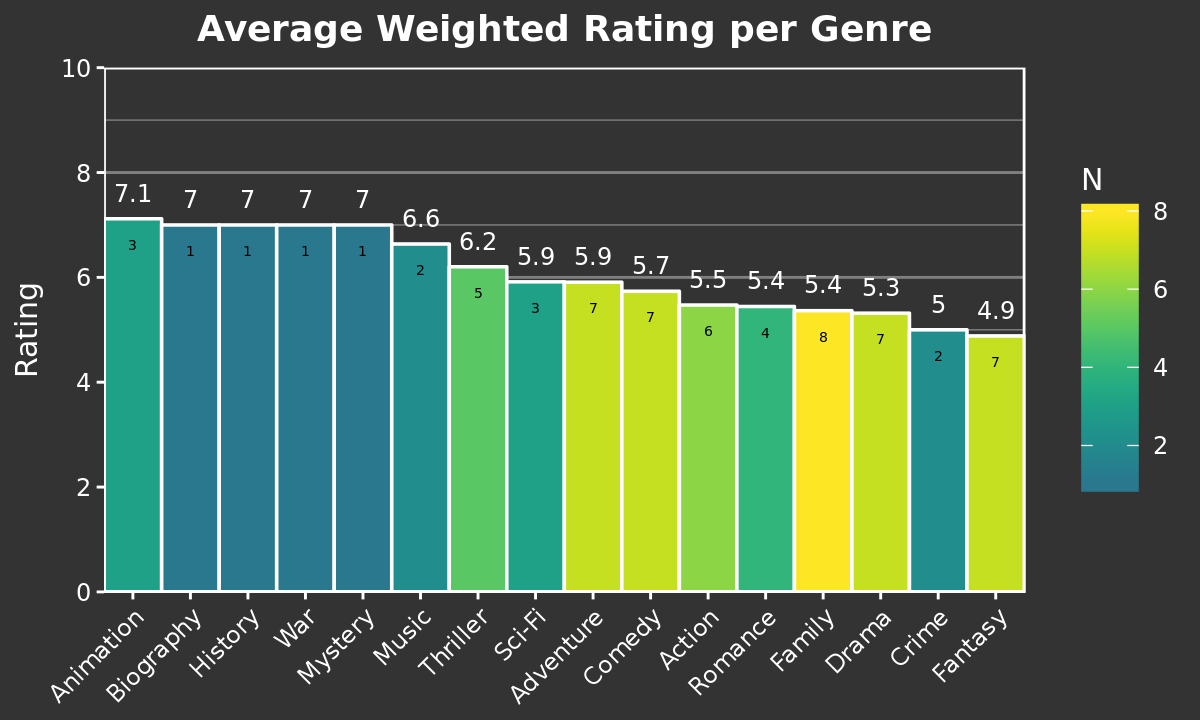 Average Weighted Rating per Genre
Rating
10
8
6
4
2
0
7.1 7 7 7 7 6.6 6.2 5.9 5.9 5.7 5.5 5.4 5.4 5.3 5 4.9
3 1 1 1 1 2 5 3 7 7 6 4 8 7 2 7
Animation
Biography
History
War
Mystery
Music
Thriller
Sci-Fi
Adventure
Comedy
Action
Romance
Family
Drama
Crime
Fantasy
N
8
6
4
2